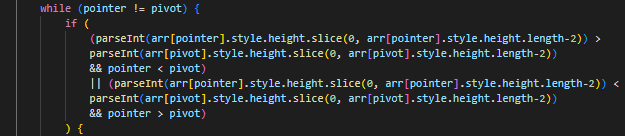 while (pointer != pivot) {
if (
(parseInt(arr[pointer].style.height.slice(0, arr[pointer].style.height.length-2)) >
parseInt(arr[pivot].style.height.slice(0, arr[pivot].style.height.length-2))
&& pointer < pivot)
|| (parseInt(arr[pointer].style.height.slice(0, arr[pointer].style.height.length-2)) <
parseInt(arr[pivot].style.height.slice(0, arr[pivot].style.height.length-2))
&& pointer > pivot)
) {